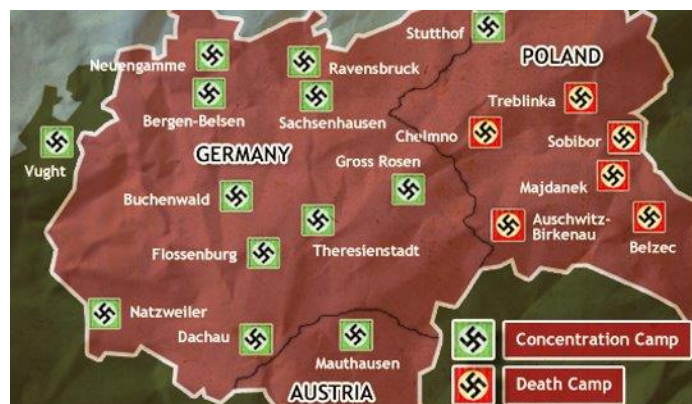 Stutthof
POLAND
Neuengamme
Ravensbruck
Treblinka
Bergen-Belsen
Sachsenhausen
Chelmno
Sobibor
GERMANY
Gross Rosen
Vught
Majdanek
Buchenwald
Auschwitz-
Birkenau
Belzec
Flossenburg
Theresienstadt
Natzweiler
Dachau
Mauthausen
Concentration Camp
AUSTRIA
Death Camp